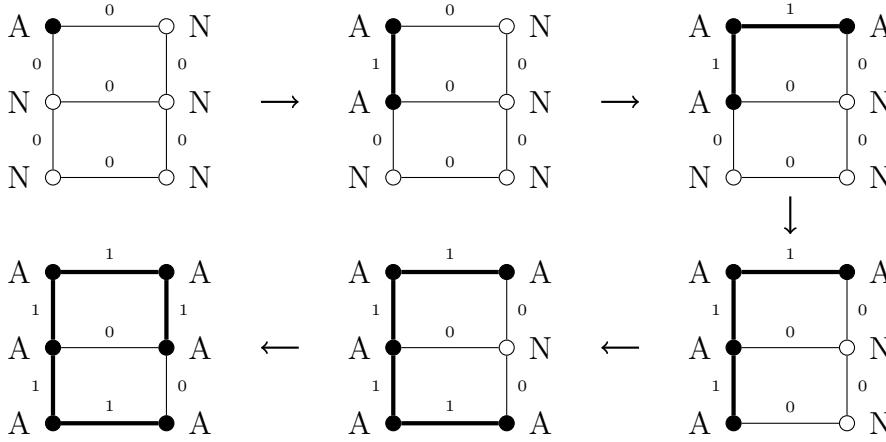 0 0 1
A N A N A A
0 0 1 0 1 0
0 0 0
N N A N A N
0 0 0 0 0 0
0 0 0
N N N N N N
1 1 1
A A A A A A
1 1 1 0 1 0
0 0 0
A A A N A N
1 0 1 0 1 0
1 1 0
A A A A A N